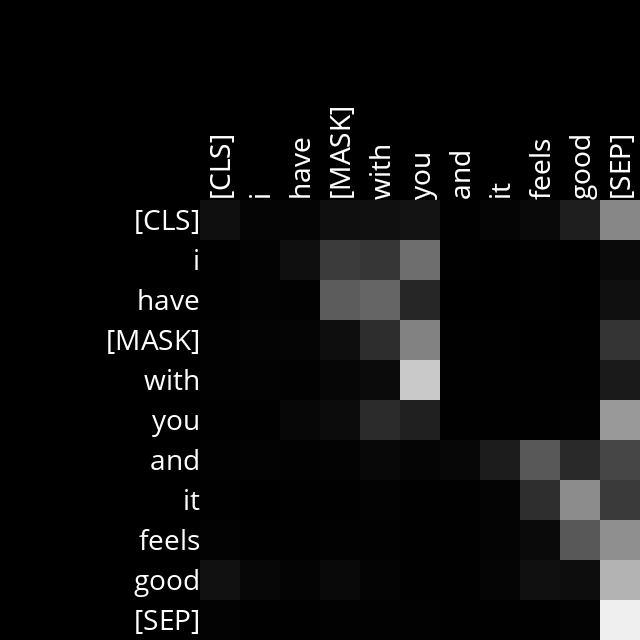 [CLS] i have [MASK] with you and it feels good [SEP]
[CLS]
i
have
[MASK]
with
you
and
it
feels
good
[SEP]